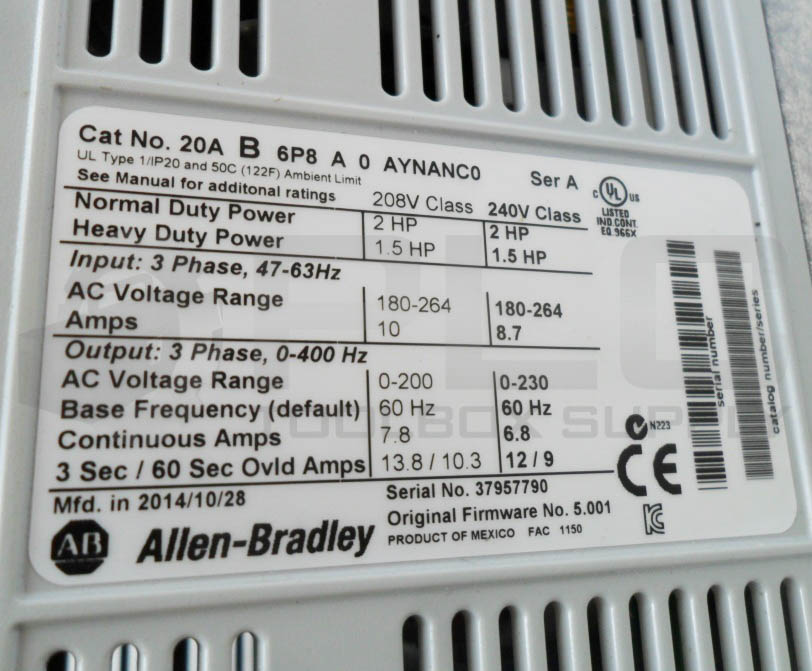 Cat No. 20A B 6P8 A 0 AYNANC0 Ser A
UL Type 1/IP20 and 50C (122F) Ambient Limit
See Manual for additonal ratings 208V Class 240V Class
Normal Duty Power 2 HP 2 HP
Heavy Duty Power 1.5 HP 1.5 HP
Input: 3 Phase, 47-63Hz
AC Voltage Range 180-264 180-264
Amps 10 8.7
Output: 3 Phase, 0-400 Hz
AC Voltage Range 0-200 0-230
Base Frequency (default) 60 Hz 60 Hz
Continuous Amps 7.8 6.8
3 Sec / 60 Sec Ovld Amps 13.8 / 10.3 12 / 9
Mfd. in 2014/10/28 Serial No. 37957790
Original Firmware No. 5.001
PRODUCT OF MEXICO FAC 1150
AB Allen-Bradley
C UL US
LISTED
IND.CONT.
EQ.966X
serial number
catalog number/series
N223
CE
PLC
TOOLBOX SUPPLY